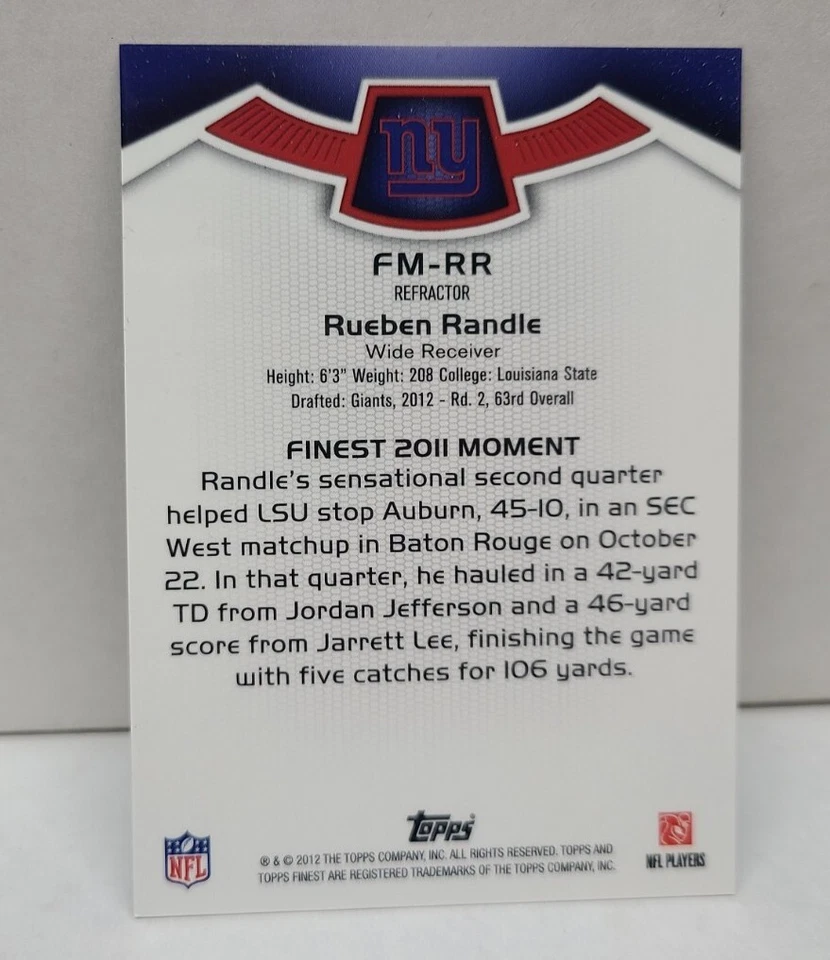 ny
FM-RR
REFRACTOR
Rueben Randle
Wide Receiver
Height: 6'3" Weight: 208 College: Louisiana State
Drafted: Giants, 2012 - Rd. 2, 63rd Overall
FINEST 2011 MOMENT
Randle's sensational second quarter
helped LSU stop Auburn, 45-10, in an SEC
West matchup in Baton Rouge on October
22. In that quarter, he hauled in a 42-yard
TD from Jordan Jefferson and a 46-yard
score from Jarrett Lee, finishing the game
with five catches for 106 yards.
NFL
Topps
® & © 2012 THE TOPPS COMPANY, INC. ALL RIGHTS RESERVED. TOPPS AND
TOPPS FINEST ARE REGISTERED TRADEMARKS OF THE TOPPS COMPANY, INC.
NFL PLAYERS